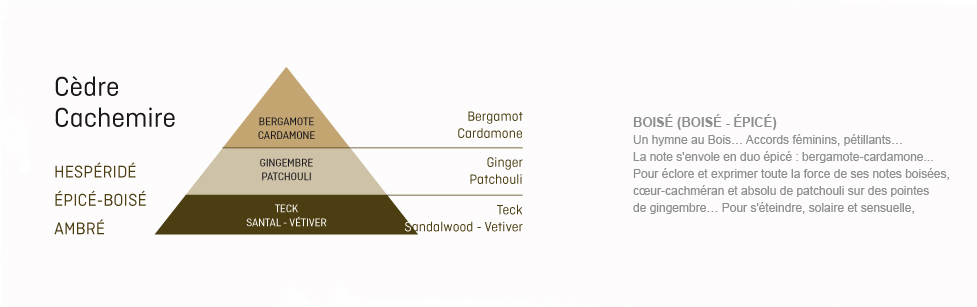 Cèdre
Cachemire
HESPÉRIDÉ
ÉPICÉ-BOISÉ
AMBRÉ
BERGAMOTE
CARDAMONE
GINGEMBRE
PATCHOULI
TECK
SANTAL - VÉTIVER
Bergamot
Cardamone
Ginger
Patchouli
Teck
Sandalwood - Vetiver
BOISÉ (BOISÉ - ÉPICÉ)
Un hymne au Bois... Accords féminins, pétillants...
La note s'envole en duo épicé : bergamote-cardamone...
Pour éclore et exprimer toute la force de ses notes boisées,
cœur-cachméran et absolu de patchouli sur des pointes
de gingembre... Pour s'éteindre, solaire et sensuelle,